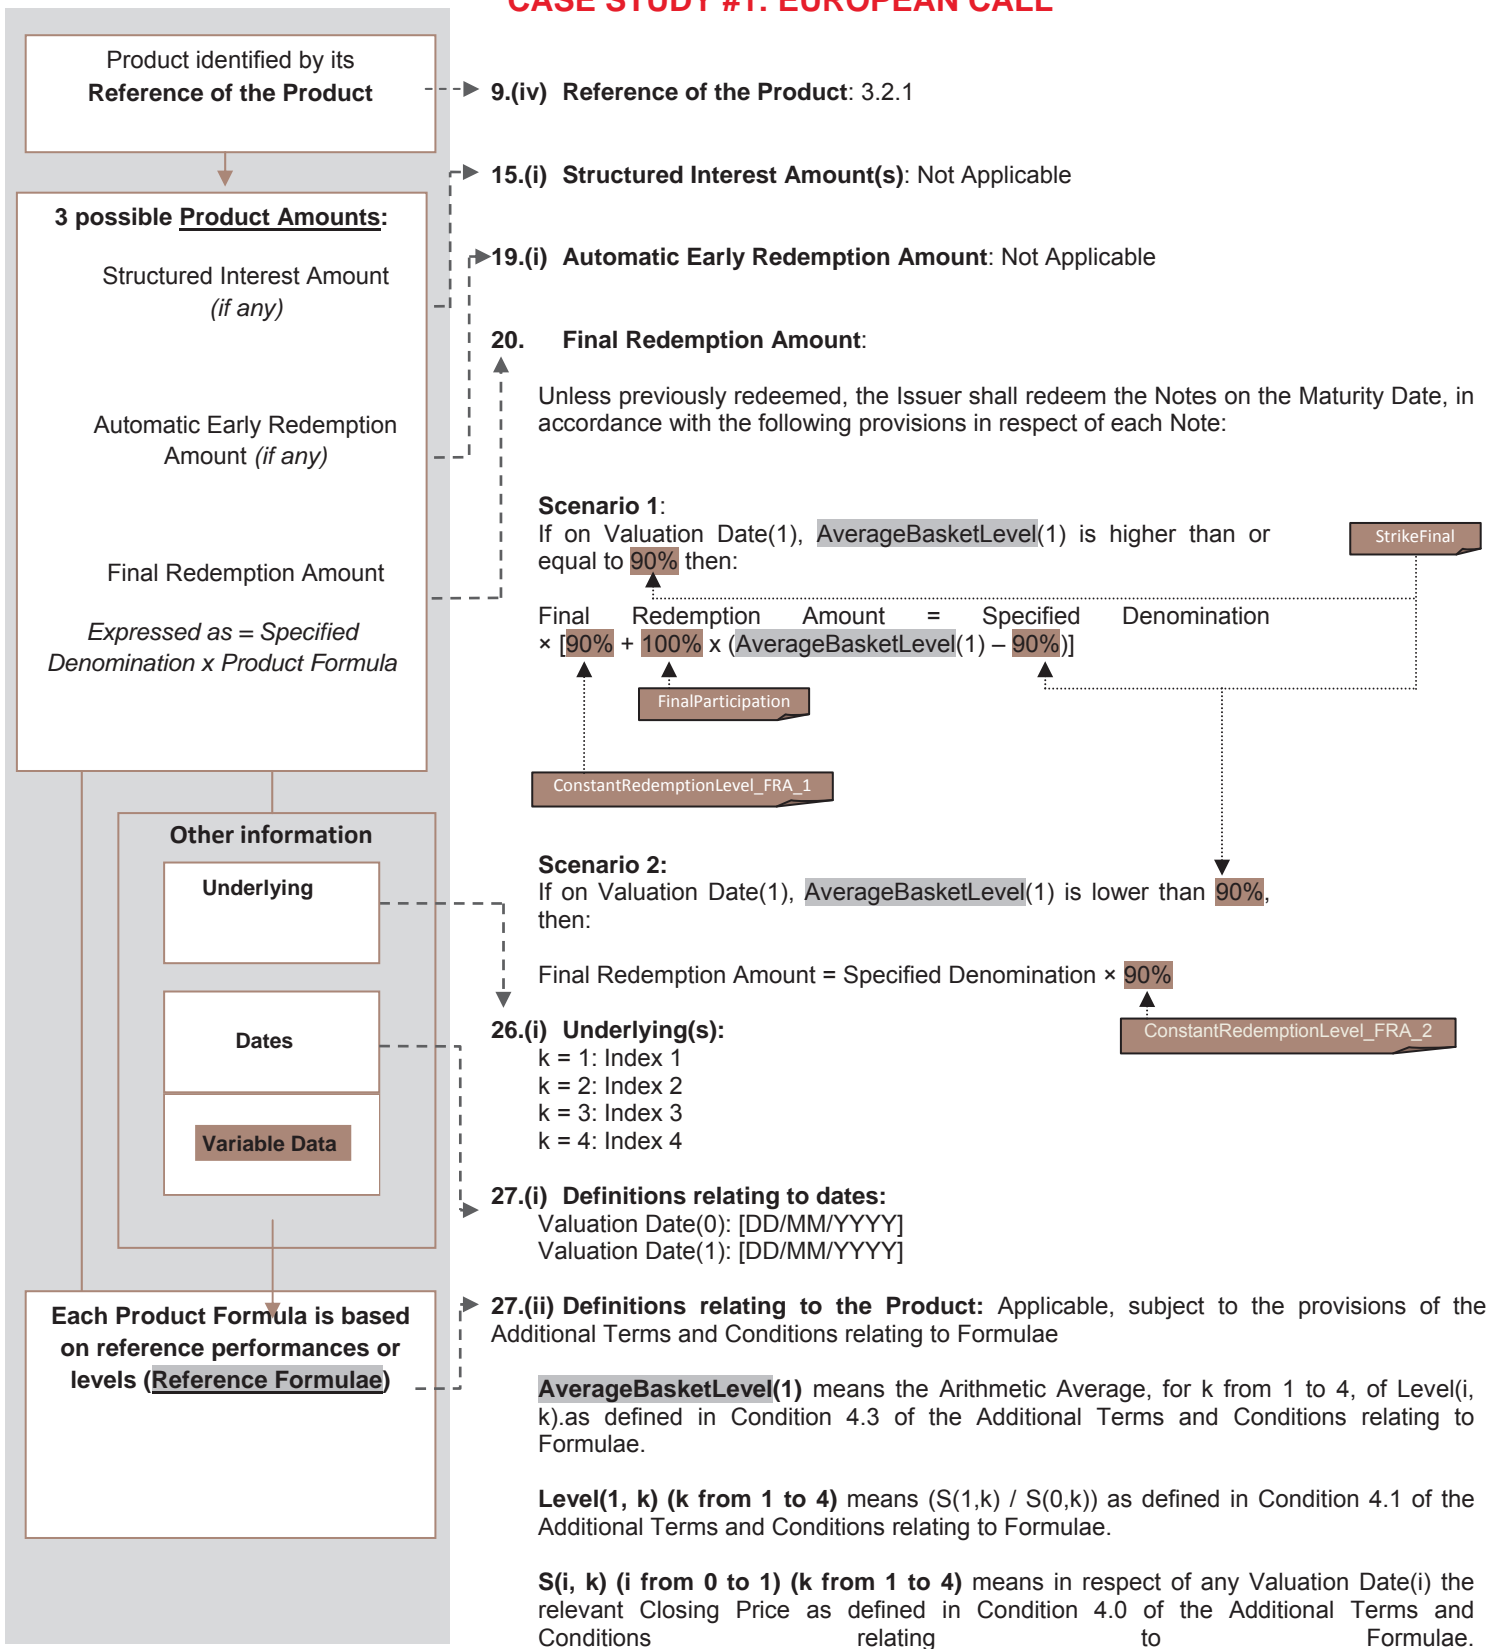 CASE STUDY #1: EUROPEAN CALL
Product identified by its
Reference of the Product
9.(iv) Reference of the Product: 3.2.1
15.(i) Structured Interest Amount(s): Not Applicable
3 possible Product Amounts:
Structured Interest Amount
(if any)
Automatic Early Redemption
Amount (if any)
Final Redemption Amount
Expressed as = Specified
Denomination x Product Formula
19.(i) Automatic Early Redemption Amount: Not Applicable
20. Final Redemption Amount:
Unless previously redeemed, the Issuer shall redeem the Notes on the Maturity Date, in
accordance with the following provisions in respect of each Note:
Scenario 1:
If on Valuation Date(1), AverageBasketLevel(1) is higher than or
equal to 90% then:
StrikeFinal
Final Redemption Amount = Specified Denomination
× [90% + 100% x (AverageBasketLevel(1) – 90%)]
FinalParticipation
ConstantRedemptionLevel_FRA_1
Scenario 2:
If on Valuation Date(1), AverageBasketLevel(1) is lower than 90%,
then:
Final Redemption Amount = Specified Denomination × 90%
ConstantRedemptionLevel_FRA_2
Other information
Underlying
Dates
Variable Data
26.(i) Underlying(s):
k = 1: Index 1
k = 2: Index 2
k = 3: Index 3
k = 4: Index 4
27.(i) Definitions relating to dates:
Valuation Date(0): [DD/MM/YYYY]
Valuation Date(1): [DD/MM/YYYY]
Each Product Formula is based
on reference performances or
levels (Reference Formulae)
27.(ii) Definitions relating to the Product: Applicable, subject to the provisions of the
Additional Terms and Conditions relating to Formulae
AverageBasketLevel(1) means the Arithmetic Average, for k from 1 to 4, of Level(i,
k).as defined in Condition 4.3 of the Additional Terms and Conditions relating to
Formulae.
Level(1, k) (k from 1 to 4) means (S(1,k) / S(0,k)) as defined in Condition 4.1 of the
Additional Terms and Conditions relating to Formulae.
S(i, k) (i from 0 to 1) (k from 1 to 4) means in respect of any Valuation Date(i) the
relevant Closing Price as defined in Condition 4.0 of the Additional Terms and
Conditions relating to Formulae.